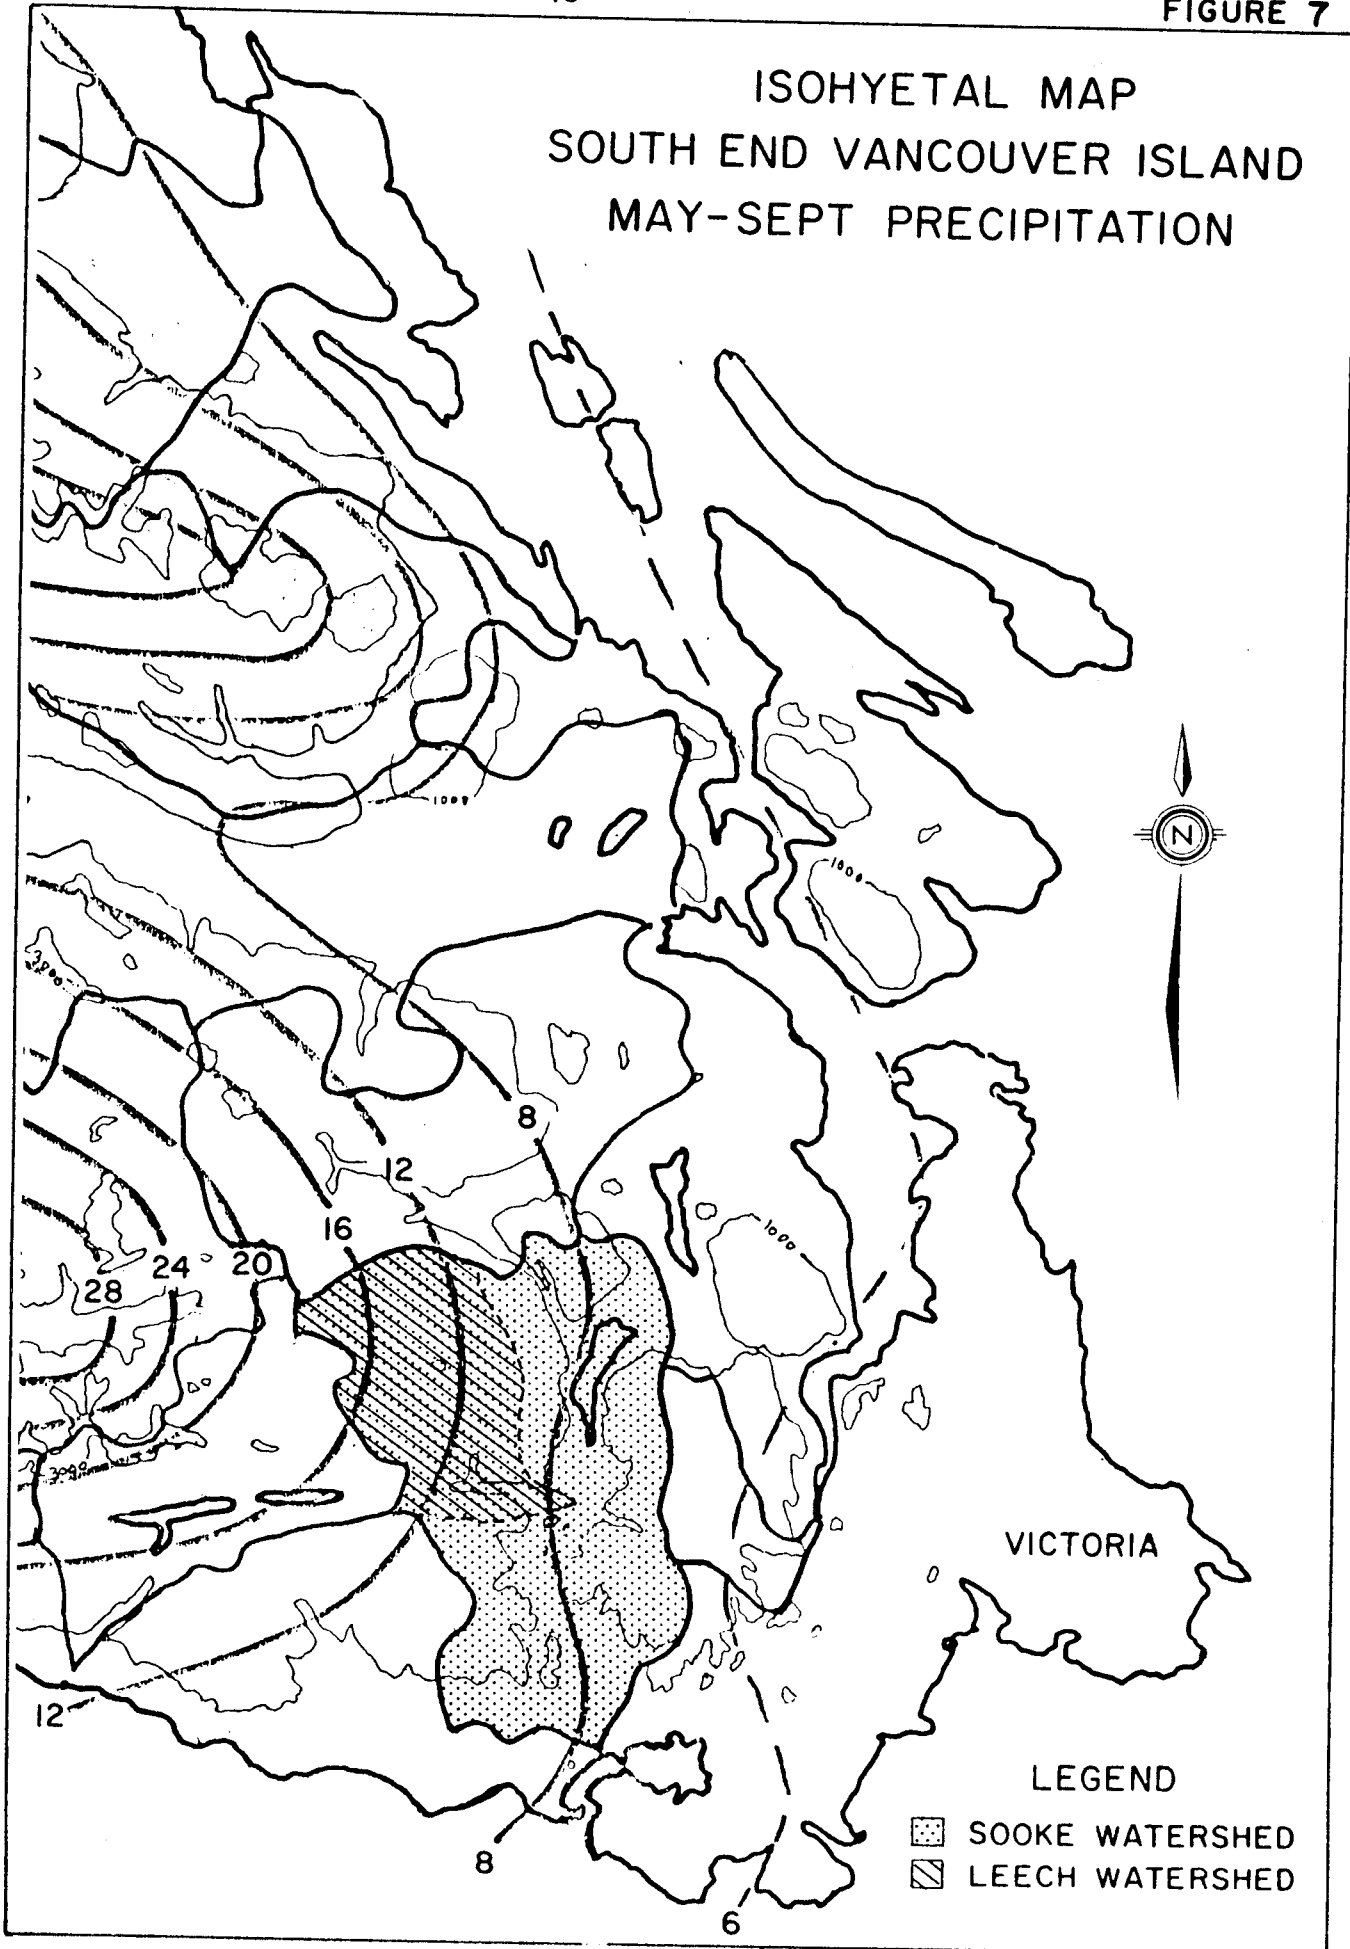 FIGURE 7
ISOHYETAL MAP
SOUTH END VANCOUVER ISLAND
MAY-SEPT PRECIPITATION
1000
N
1000
3000
8
12
16
1000
20
24
28
3000
VICTORIA
12
LEGEND
SOOKE WATERSHED
LEECH WATERSHED
8
6